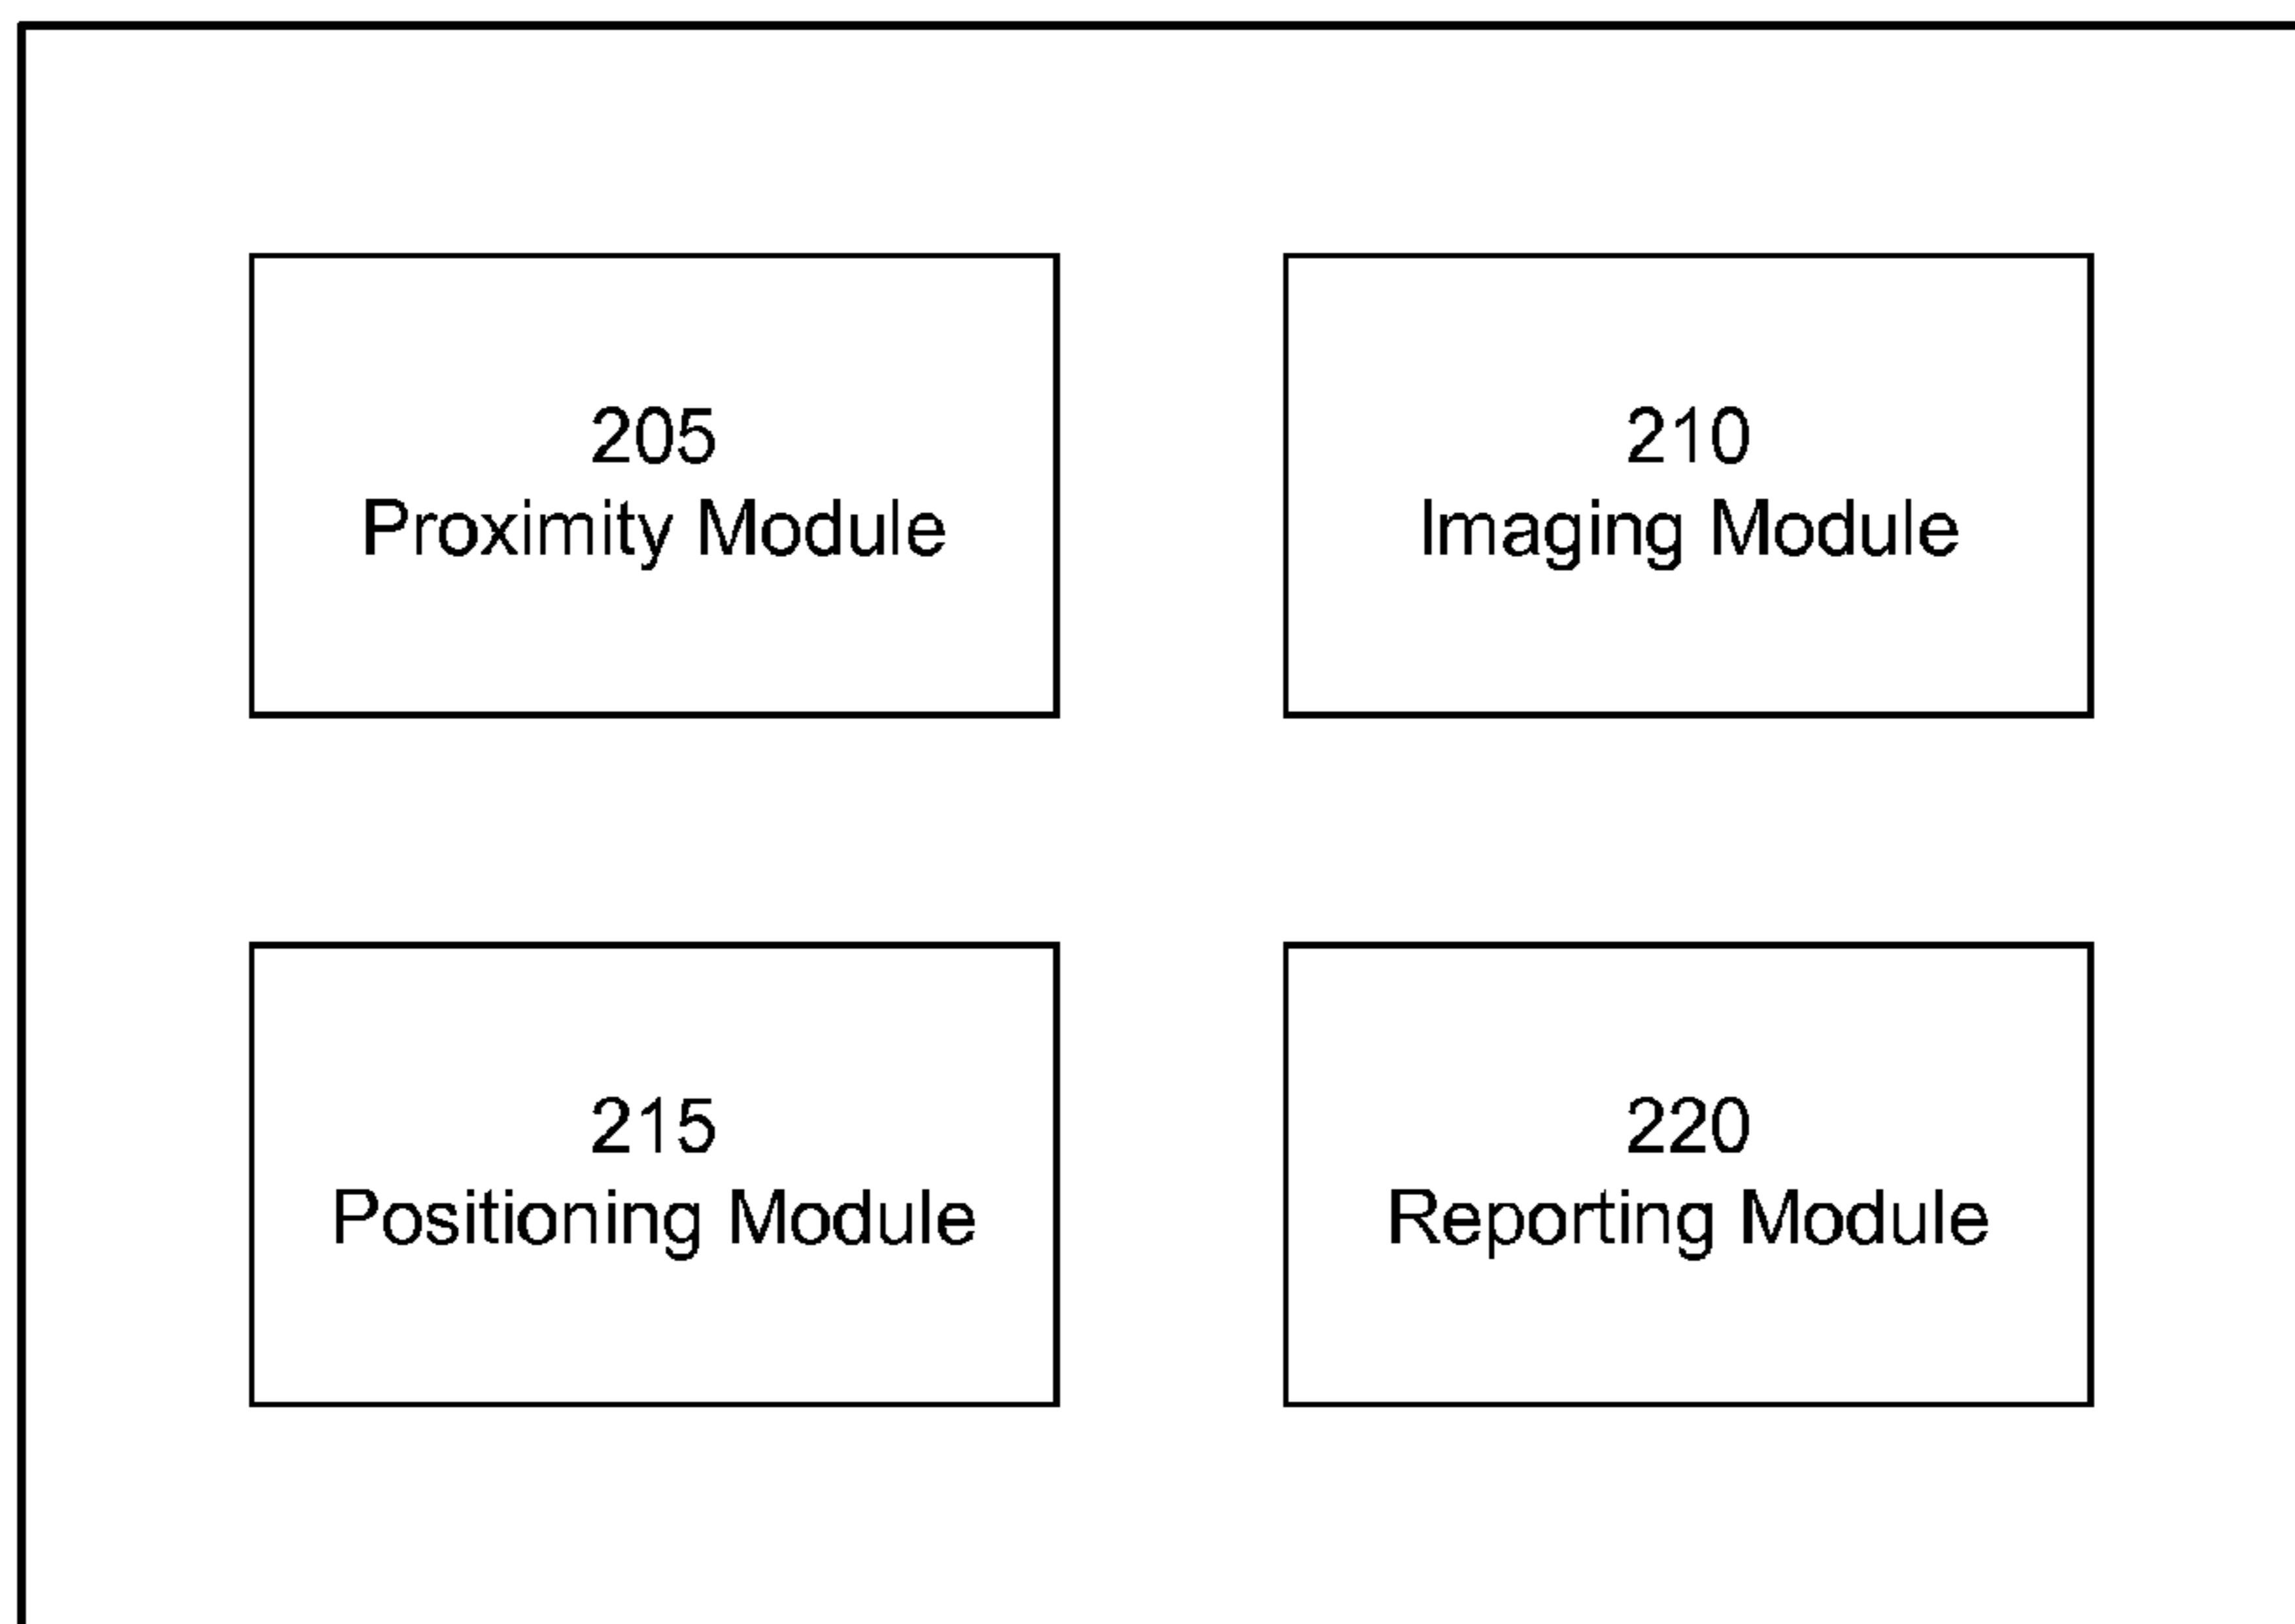 205
Proximity Module
210
Imaging Module
215
Positioning Module
220
Reporting Module